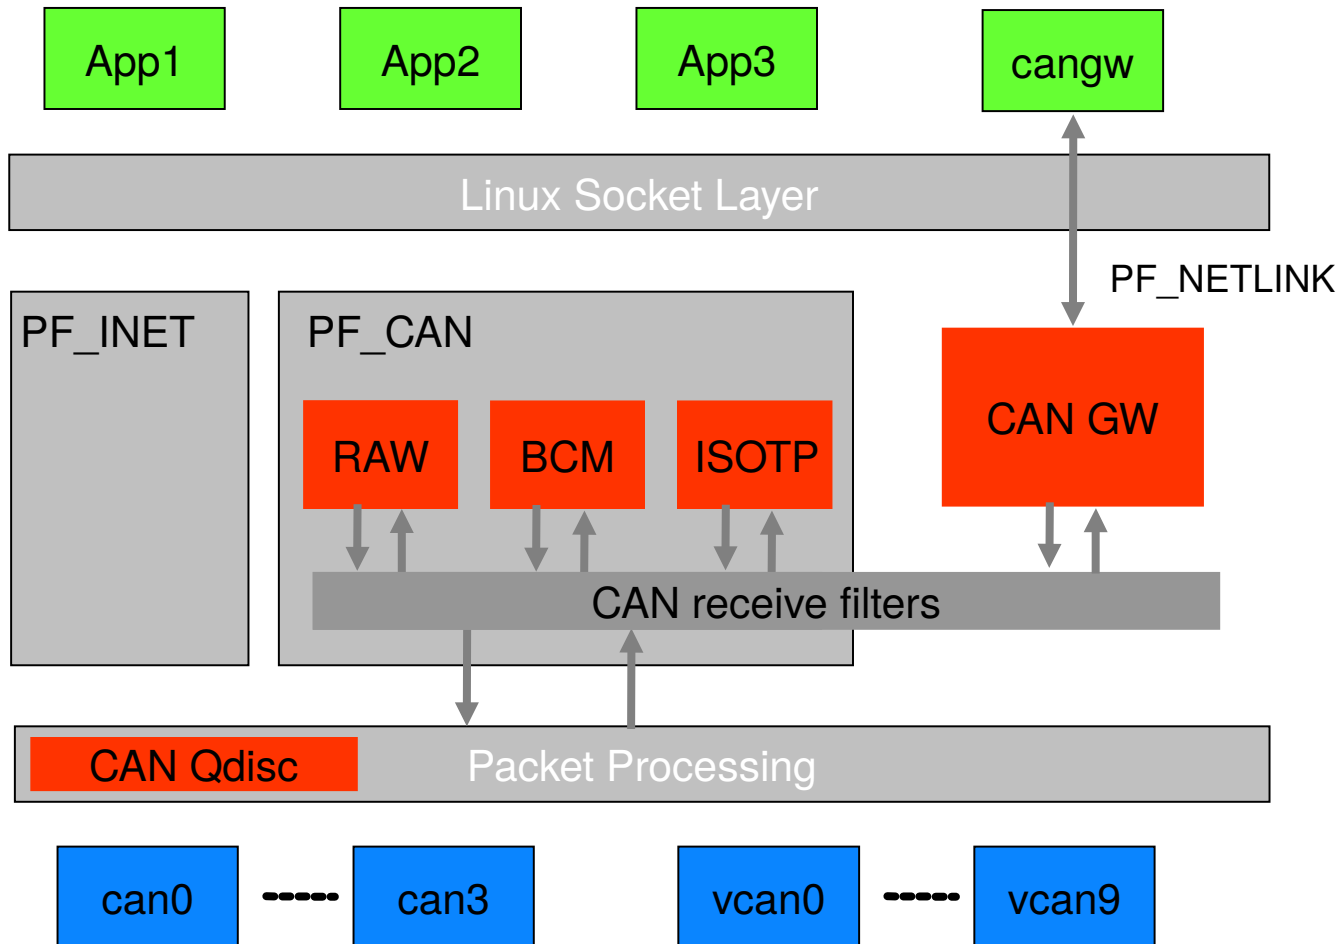 App1
App2
App3
cangw
Linux Socket Layer
PF_NETLINK
PF_INET
PF_CAN
CAN GW
RAW
BCM
ISOTP
CAN receive filters
CAN Qdisc
Packet Processing
can0
can3
vcan0
vcan9